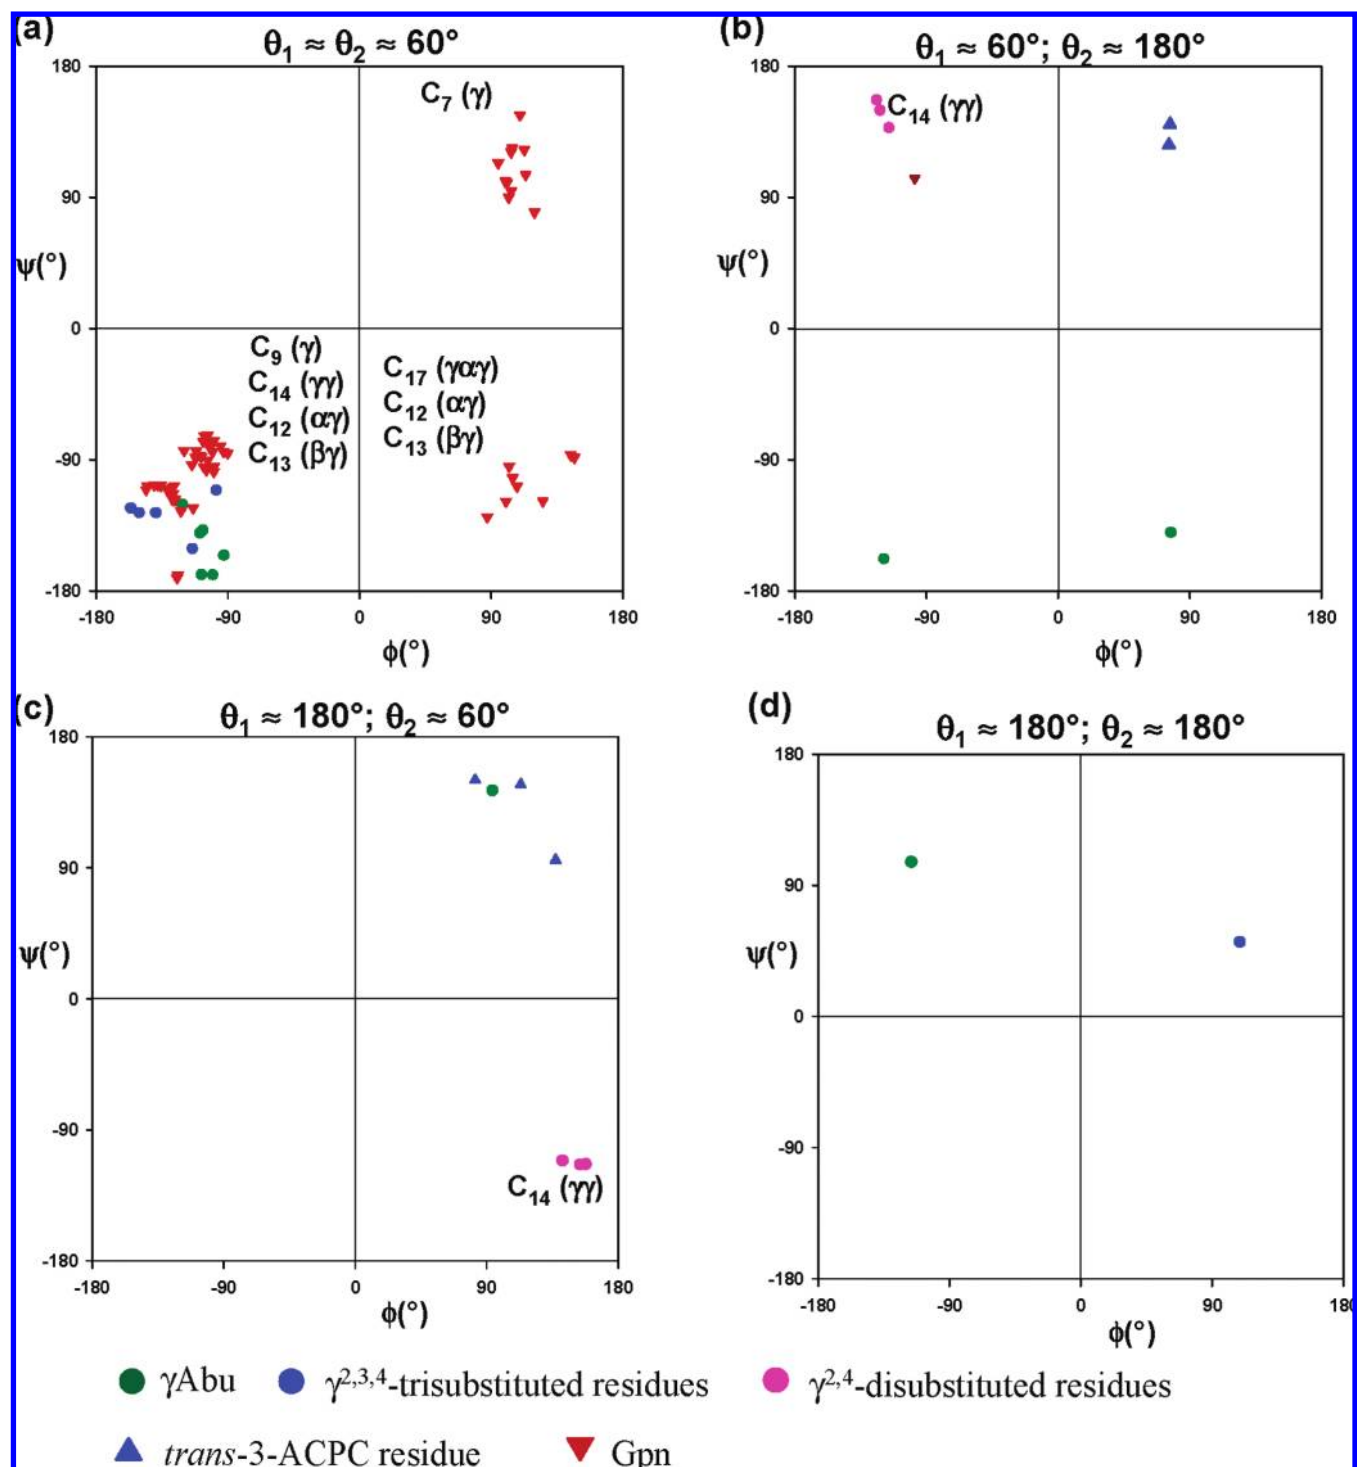 (a) θ₁ ≈ θ₂ ≈ 60°
180
C₇ (γ)
90
ψ(°)
0
C₉ (γ)
C₁₄ (γγ)
C₁₂ (αγ)
C₁₃ (βγ)
C₁₇ (γαγ)
C₁₂ (αγ)
C₁₃ (βγ)
-90
-180
-180 -90 0 90 180
ϕ(°)
(b) θ₁ ≈ 60°; θ₂ ≈ 180°
180
C₁₄ (γγ)
90
ψ(°)
0
-90
-180
-180 -90 0 90 180
ϕ(°)
(c) θ₁ ≈ 180°; θ₂ ≈ 60°
180
90
ψ(°)
0
-90
C₁₄ (γγ)
-180
-180 -90 0 90 180
ϕ(°)
(d) θ₁ ≈ 180°; θ₂ ≈ 180°
180
90
ψ(°)
0
-90
-180
-180 -90 0 90 180
ϕ(°)
γAbu γ²,³,⁴-trisubstituted residues γ²,⁴-disubstituted residues
trans-3-ACPC residue Gpn